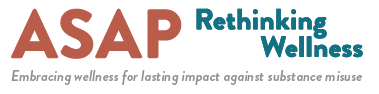 ASAP Rethinking
Wellness
Embracing wellness for lasting impact against substance misuse